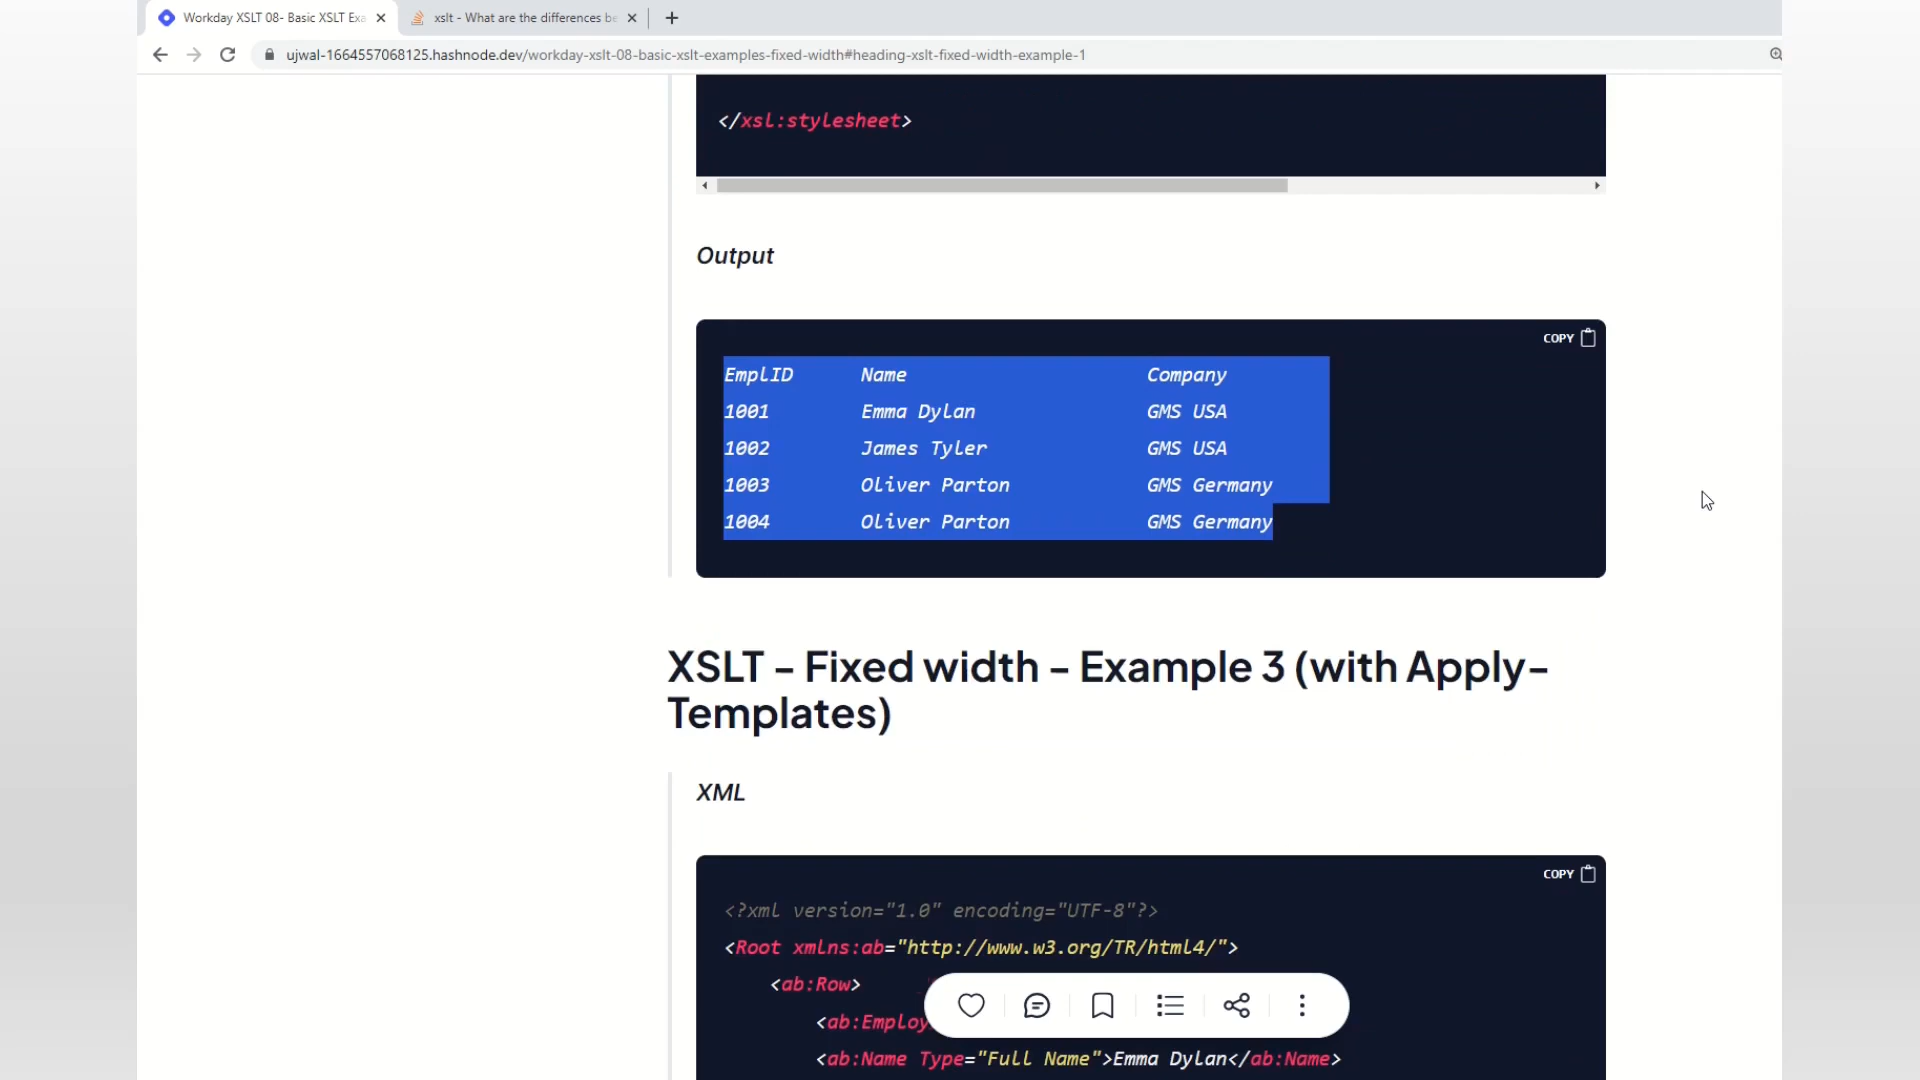 Workday XSLT 08- Basic XSLT Exa
xslt - What are the differences be
ujwal-1664557068125.hashnode.dev/workday-xslt-08-basic-xslt-examples-fixed-width#heading-xslt-fixed-width-example-1
</xsl:stylesheet>
Output
COPY
EmplID Name Company
1001 Emma Dylan GMS USA
1002 James Tyler GMS USA
1003 Oliver Parton GMS Germany
1004 Oliver Parton GMS Germany
XSLT - Fixed width - Example 3 (with Apply-
Templates)
XML
COPY
<?xml version="1.0" encoding="UTF-8"?>
<Root xmlns:ab="http://www.w3.org/TR/html4/">
<ab:Row>
<ab:Employ
<ab:Name Type="Full Name">Emma Dylan</ab:Name>